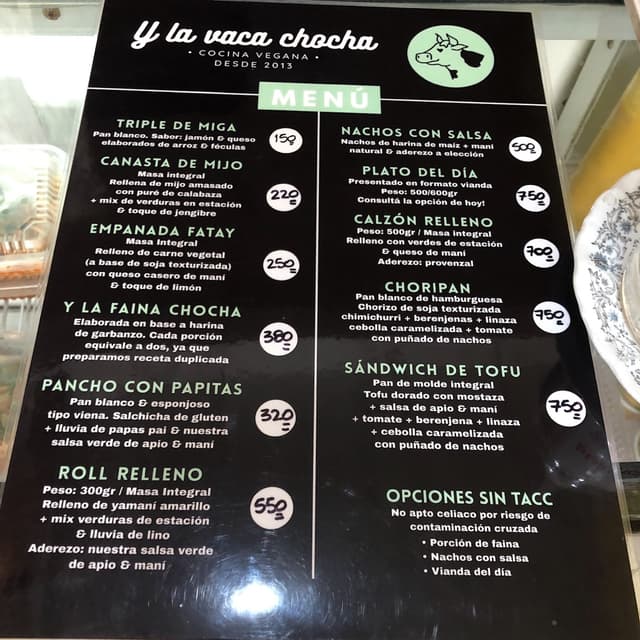 Y la vaca chocha
• COCINA VEGANA •
DESDE 2013
MENÚ
TRIPLE DE MIGA
Pan blanco. Sabor: jamón & queso
elaborados de arroz & féculas
150
CANASTA DE MIJO
Masa integral
Rellena de mijo amasado
con puré de calabaza
+ mix de verduras en estación
& toque de jengibre
220
EMPANADA FATAY
Masa Integral
Relleno de carne vegetal
(a base de soja texturizada)
con queso casero de maní
& toque de limón
250
Y LA FAINA CHOCHA
Elaborada en base a harina
de garbanzo. Cada porción
equivale a dos, ya que
preparamos receta duplicada
380
PANCHO CON PAPITAS
Pan blanco & esponjoso
tipo viena. Salchicha de gluten
+ lluvia de papas pai & nuestra
salsa verde de apio & maní
320
ROLL RELLENO
Peso: 300gr / Masa Integral
Relleno de yamaní amarillo
+ mix verduras de estación
& lluvia de lino
Aderezo: nuestra salsa verde
de apio & maní
550
NACHOS CON SALSA
Nachos de harina de maíz + maní
natural & aderezo a elección
500
PLATO DEL DÍA
Presentado en formato vianda
Peso: 500/600gr
Consultá la opción de hoy!
750
CALZÓN RELLENO
Peso: 500gr / Masa integral
Relleno con verdes de estación
& queso de maní
Aderezo: provenzal
700
CHORIPAN
Pan blanco de hamburguesa
Chorizo de soja texturizada
chimichurri + berenjenas + linaza
cebolla caramelizada + tomate
con puñado de nachos
750
SÁNDWICH DE TOFU
Pan de molde integral
Tofu dorado con mostaza
+ salsa de apio & maní
+ tomate + berenjena + linaza
+ cebolla caramelizada
con puñado de nachos
750
OPCIONES SIN TACC
No apto celiaco por riesgo de
contaminación cruzada
• Porción de faina
• Nachos con salsa
• Vianda del día